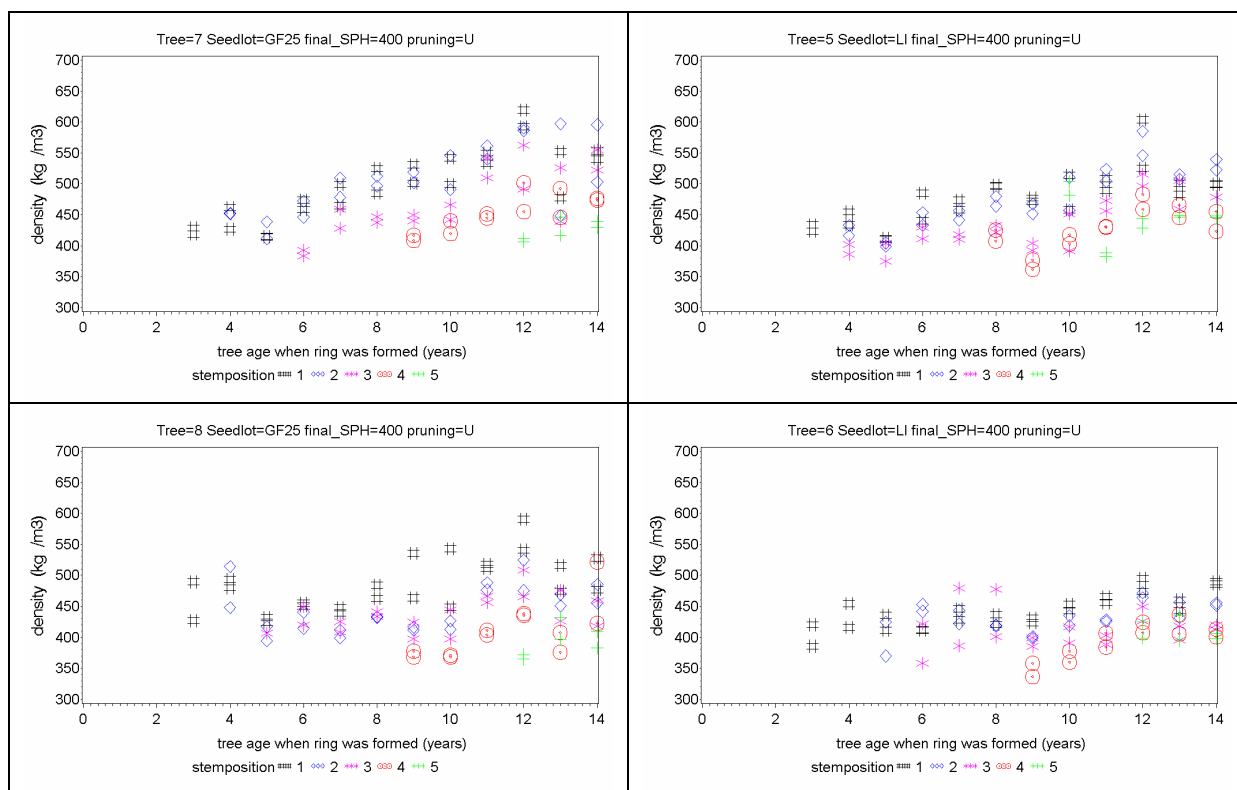 Tree=7 Seedlot=GF25 final_SPH=400 pruning=U
density (kg /m3)
700
650
600
550
500
450
400
350
300
0 2 4 6 8 10 12 14
tree age when ring was formed (years)
stemposition 1 2 3 4 5
Tree=5 Seedlot=LI final_SPH=400 pruning=U
density (kg /m3)
700
650
600
550
500
450
400
350
300
0 2 4 6 8 10 12 14
tree age when ring was formed (years)
stemposition 1 2 3 4 5
Tree=8 Seedlot=GF25 final_SPH=400 pruning=U
density (kg /m3)
700
650
600
550
500
450
400
350
300
0 2 4 6 8 10 12 14
tree age when ring was formed (years)
stemposition 1 2 3 4 5
Tree=6 Seedlot=LI final_SPH=400 pruning=U
density (kg /m3)
700
650
600
550
500
450
400
350
300
0 2 4 6 8 10 12 14
tree age when ring was formed (years)
stemposition 1 2 3 4 5